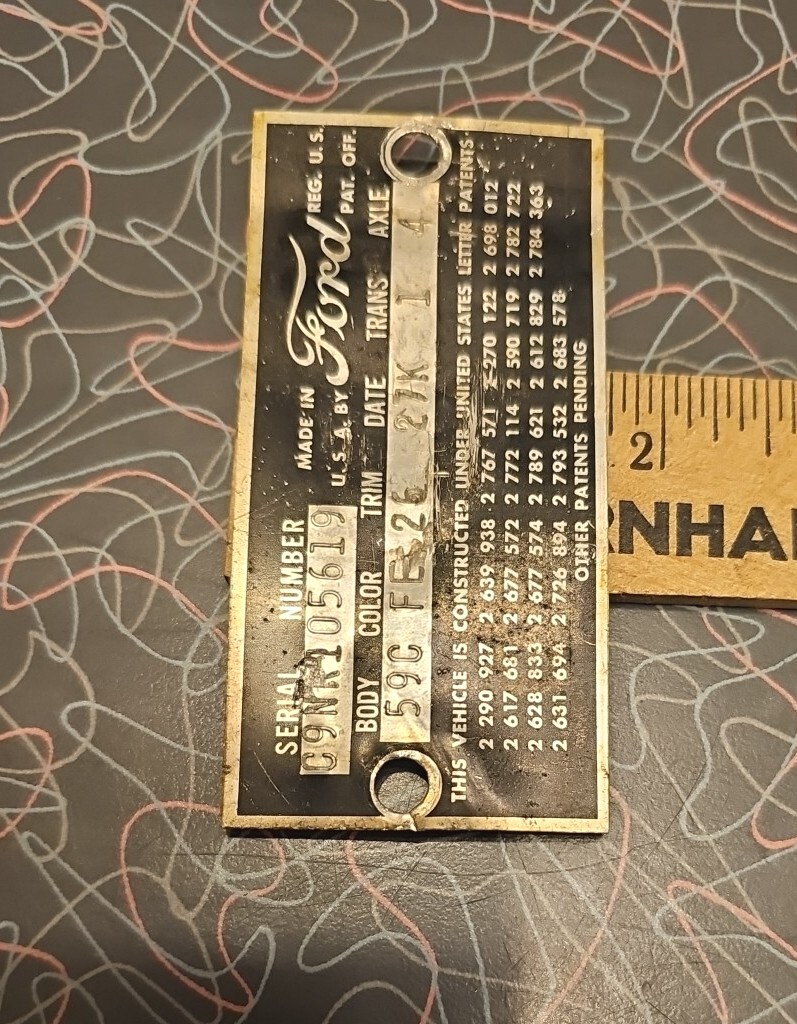 SERIAL NUMBER
C9NR105619
MADE IN
U.S.A. BY
Ford
REG. U.S.
PAT. OFF.
BODY COLOR TRIM DATE TRANS AXLE
59C FE 26 27K 1 4
THIS VEHICLE IS CONSTRUCTED UNDER UNITED STATES LETTER PATENTS
2 290 927 2 639 938 2 767 571 2 270 122 2 698 012
2 617 681 2 677 572 2 772 114 2 590 719 2 782 722
2 628 833 2 677 574 2 789 621 2 612 829 2 784 363
2 631 694 2 726 894 2 793 532 2 683 578
OTHER PATENTS PENDING
2
RNHA